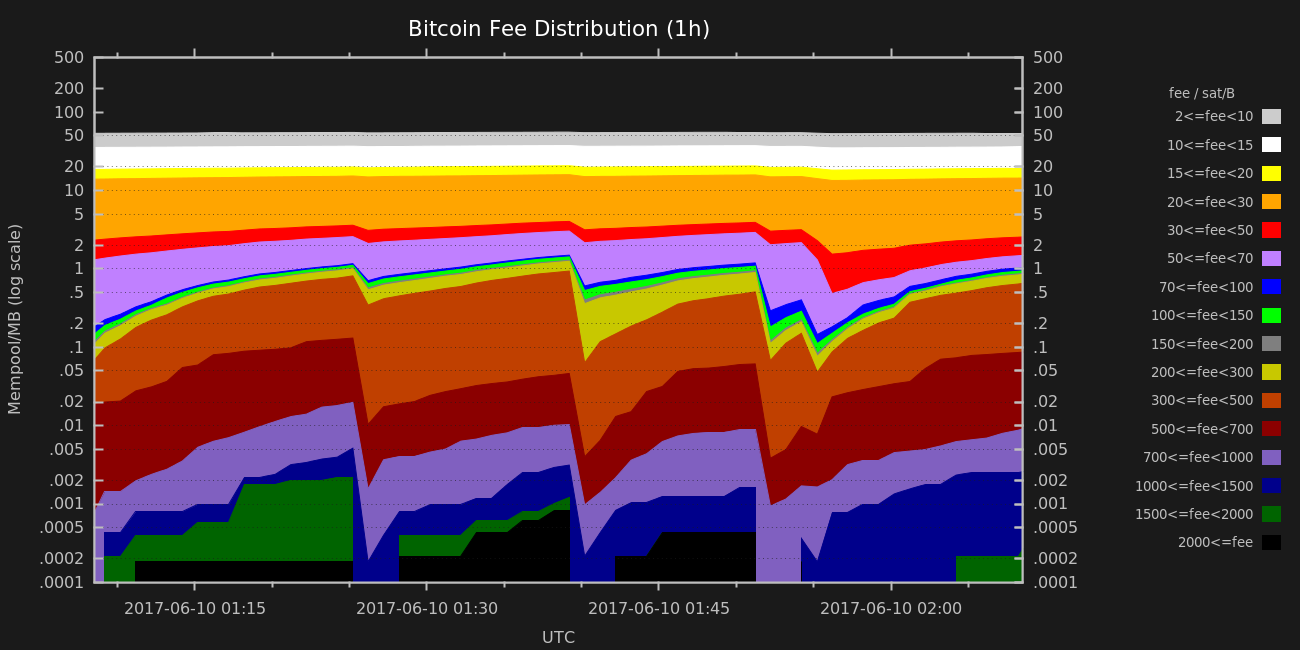 Bitcoin Fee Distribution (1h)
500
200
100
50
20
10
5
2
1
.5
.2
.1
.05
.02
.01
.005
.002
.001
.0005
.0002
.0001
Mempool/MB (log scale)
2017-06-10 01:15
2017-06-10 01:30
2017-06-10 01:45
2017-06-10 02:00
UTC
500
200
100
50
20
10
5
2
1
.5
.2
.1
.05
.02
.01
.005
.002
.001
.0005
.0002
.0001
fee / sat/B
2<=fee<10
10<=fee<15
15<=fee<20
20<=fee<30
30<=fee<50
50<=fee<70
70<=fee<100
100<=fee<150
150<=fee<200
200<=fee<300
300<=fee<500
500<=fee<700
700<=fee<1000
1000<=fee<1500
1500<=fee<2000
2000<=fee